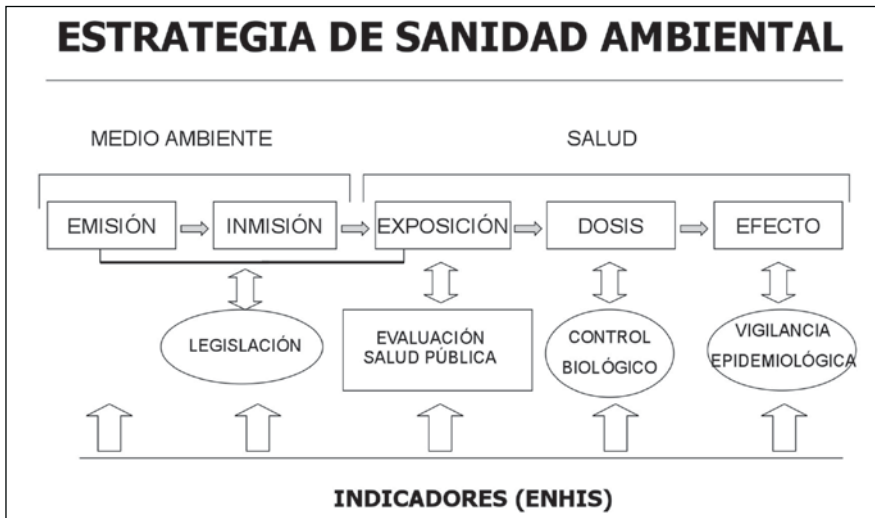 ESTRATEGIA DE SANIDAD AMBIENTAL
MEDIO AMBIENTE
SALUD
EMISIÓN
INMISIÓN
EXPOSICIÓN
DOSIS
EFECTO
LEGISLACIÓN
EVALUACIÓN
SALUD PÚBLICA
CONTROL
BIOLÓGICO
VIGILANCIA
EPIDEMIOLÓGICA
INDICADORES (ENHIS)